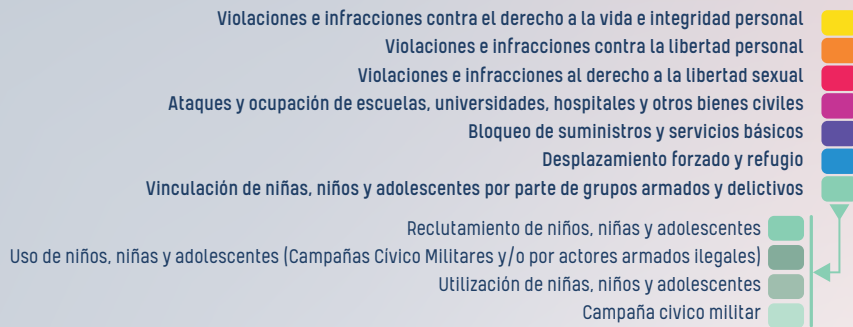 Violaciones e infracciones contra el derecho a la vida e integridad personal
Violaciones e infracciones contra la libertad personal
Violaciones e infracciones al derecho a la libertad sexual
Ataques y ocupación de escuelas, universidades, hospitales y otros bienes civiles
Bloqueo de suministros y servicios básicos
Desplazamiento forzado y refugio
Vinculación de niñas, niños y adolescentes por parte de grupos armados y delictivos
Reclutamiento de niños, niñas y adolescentes
Uso de niños, niñas y adolescentes (Campañas Cívico Militares y/o por actores armados ilegales)
Utilización de niñas, niños y adolescentes
Campaña civico militar